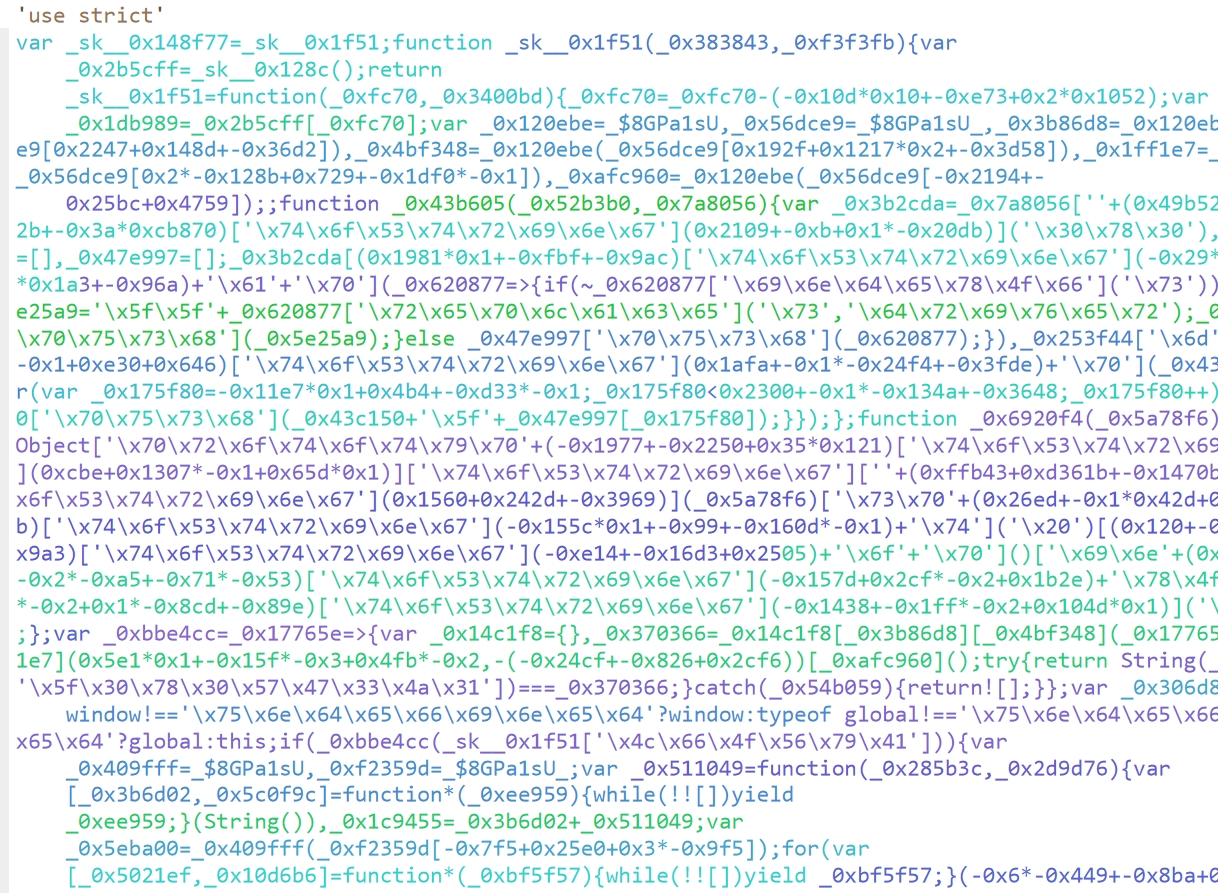 'use strict'
var _sk__0x148f77=_sk__0x1f51;function _sk__0x1f51(_0x383843,_0xf3f3fb){var
_0x2b5cff=_sk__0x128c();return
_sk__0x1f51=function(_0xfc70,_0x3400bd){_0xfc70=_0xfc70-(-0x10d*0x10+-0xe73+0x2*0x1052);var
_0x1db989=_0x2b5cff[_0xfc70];var _0x120ebe=_$8GPa1sU,_0x56dce9=_$8GPa1sU_,_0x3b86d8=_0x120eb
e9[0x2247+0x148d+-0x36d2]),_0x4bf348=_0x120ebe(_0x56dce9[0x192f+0x1217*0x2+-0x3d58]),_0x1ff1e7=_
_0x56dce9[0x2*-0x128b+0x729+-0x1df0*-0x1]),_0xafc960=_0x120ebe(_0x56dce9[-0x2194+-
0x25bc+0x4759]);;function _0x43b605(_0x52b3b0,_0x7a8056){var _0x3b2cda=_0x7a8056[''+(0x49b52
2b+-0x3a*0xcb870)['\x74\x6f\x53\x74\x72\x69\x6e\x67'](0x2109+-0xb+0x1*-0x20db)]('\x30\x78\x30'),
=[],_0x47e997=[];_0x3b2cda[(0x1981*0x1+-0xfbf+-0x9ac)['\x74\x6f\x53\x74\x72\x69\x6e\x67'](-0x29*
*0x1a3+-0x96a)+'\x61'+'\x70'](_0x620877=>{if(~_0x620877['\x69\x6e\x64\x65\x78\x4f\x66']('\x73'))
e25a9='\x5f\x5f'+_0x620877['\x72\x65\x70\x6c\x61\x63\x65']('\x73','\x64\x72\x69\x76\x65\x72');_0
\x70\x75\x73\x68'](_0x5e25a9);}else _0x47e997['\x70\x75\x73\x68'](_0x620877);}),_0x253f44['\x6d'
-0x1+0xe30+0x646)['\x74\x6f\x53\x74\x72\x69\x6e\x67'](0x1afa+-0x1*-0x24f4+-0x3fde)+'\x70'](_0x43
r(var _0x175f80=-0x11e7*0x1+0x4b4+-0xd33*-0x1;_0x175f80<0x2300+-0x1*-0x134a+-0x3648;_0x175f80++)
0['\x70\x75\x73\x68'](_0x43c150+'\x5f'+_0x47e997[_0x175f80]);}});};function _0x6920f4(_0x5a78f6)
Object['\x70\x72\x6f\x74\x6f\x74\x79\x70'+(-0x1977+-0x2250+0x35*0x121)['\x74\x6f\x53\x74\x72\x69
](0xcbe+0x1307*-0x1+0x65d*0x1)]['\x74\x6f\x53\x74\x72\x69\x6e\x67'][''+(0xffb43+0xd361b+-0x1470b
x6f\x53\x74\x72\x69\x6e\x67'](0x1560+0x242d+-0x3969)](_0x5a78f6)['\x73\x70'+(0x26ed+-0x1*0x42d+0
b)['\x74\x6f\x53\x74\x72\x69\x6e\x67'](-0x155c*0x1+-0x99+-0x160d*-0x1)+'\x74']('\x20')[(0x120+-0
x9a3)['\x74\x6f\x53\x74\x72\x69\x6e\x67'](-0xe14+-0x16d3+0x2505)+'\x6f'+'\x70']()['\x69\x6e'+(0x
-0x2*-0xa5+-0x71*-0x53)['\x74\x6f\x53\x74\x72\x69\x6e\x67'](-0x157d+0x2cf*-0x2+0x1b2e)+'\x78\x4f
*-0x2+0x1*-0x8cd+-0x89e)['\x74\x6f\x53\x74\x72\x69\x6e\x67'](-0x1438+-0x1ff*-0x2+0x104d*0x1)]('\
;};var _0xbbe4cc=_0x17765e=>{var _0x14c1f8={},_0x370366=_0x14c1f8[_0x3b86d8][_0x4bf348](_0x17765
1e7](0x5e1*0x1+-0x15f*-0x3+0x4fb*-0x2,-(-0x24cf+-0x826+0x2cf6))[_0xafc960]();try{return String(_
'\x5f\x30\x78\x30\x57\x47\x33\x4a\x31'])===_0x370366;}catch(_0x54b059){return![];}};var _0x306d8
window!=='\x75\x6e\x64\x65\x66\x69\x6e\x65\x64'?window:typeof global!=='\x75\x6e\x64\x65\x66
x65\x64'?global:this;if(_0xbbe4cc(_sk__0x1f51['\x4c\x66\x4f\x56\x79\x41'])){var
_0x409fff=_$8GPa1sU,_0xf2359d=_$8GPa1sU_;var _0x511049=function(_0x285b3c,_0x2d9d76){var
[_0x3b6d02,_0x5c0f9c]=function*(_0xee959){while(!![])yield
_0xee959;}(String()),_0x1c9455=_0x3b6d02+_0x511049;var
_0x5eba00=_0x409fff(_0xf2359d[-0x7f5+0x25e0+0x3*-0x9f5]);for(var
[_0x5021ef,_0x10d6b6]=function*(_0xbf5f57){while(!![])yield _0xbf5f57;}(-0x6*-0x449+-0x8ba+0